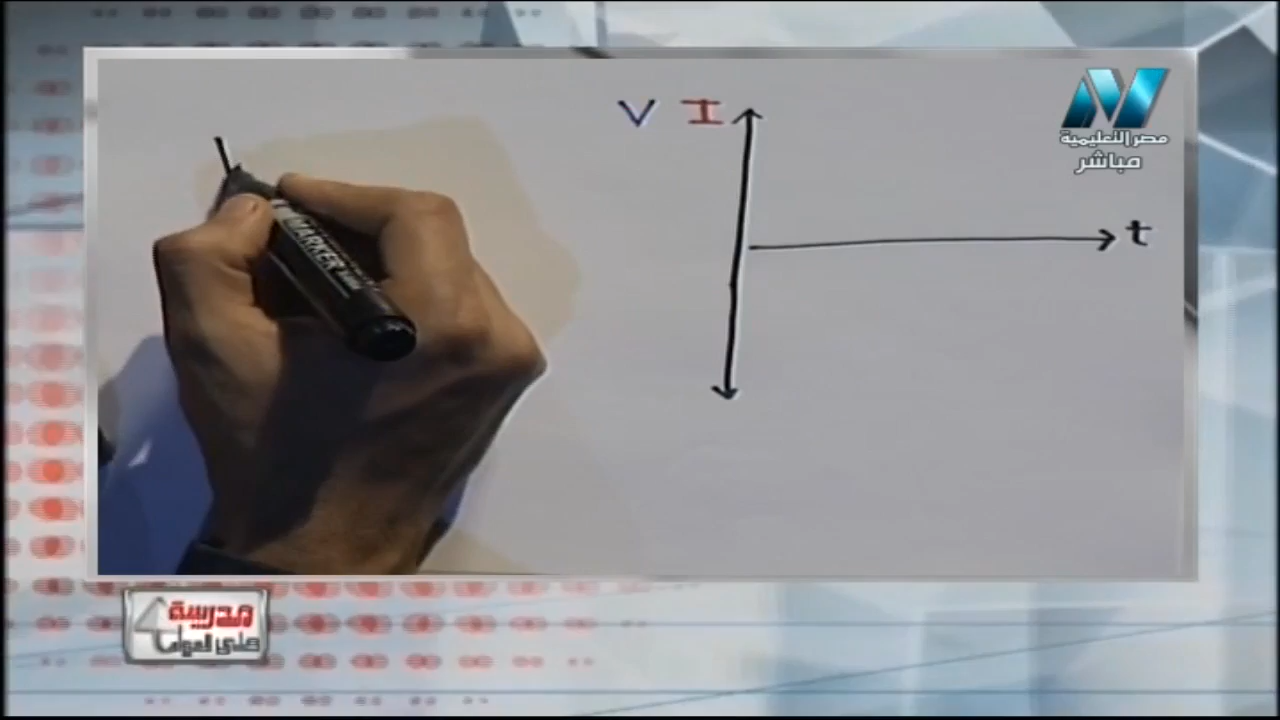 V I
t
MARKER
مصر التعليمية
مباشر
مدرسة
على الهواء